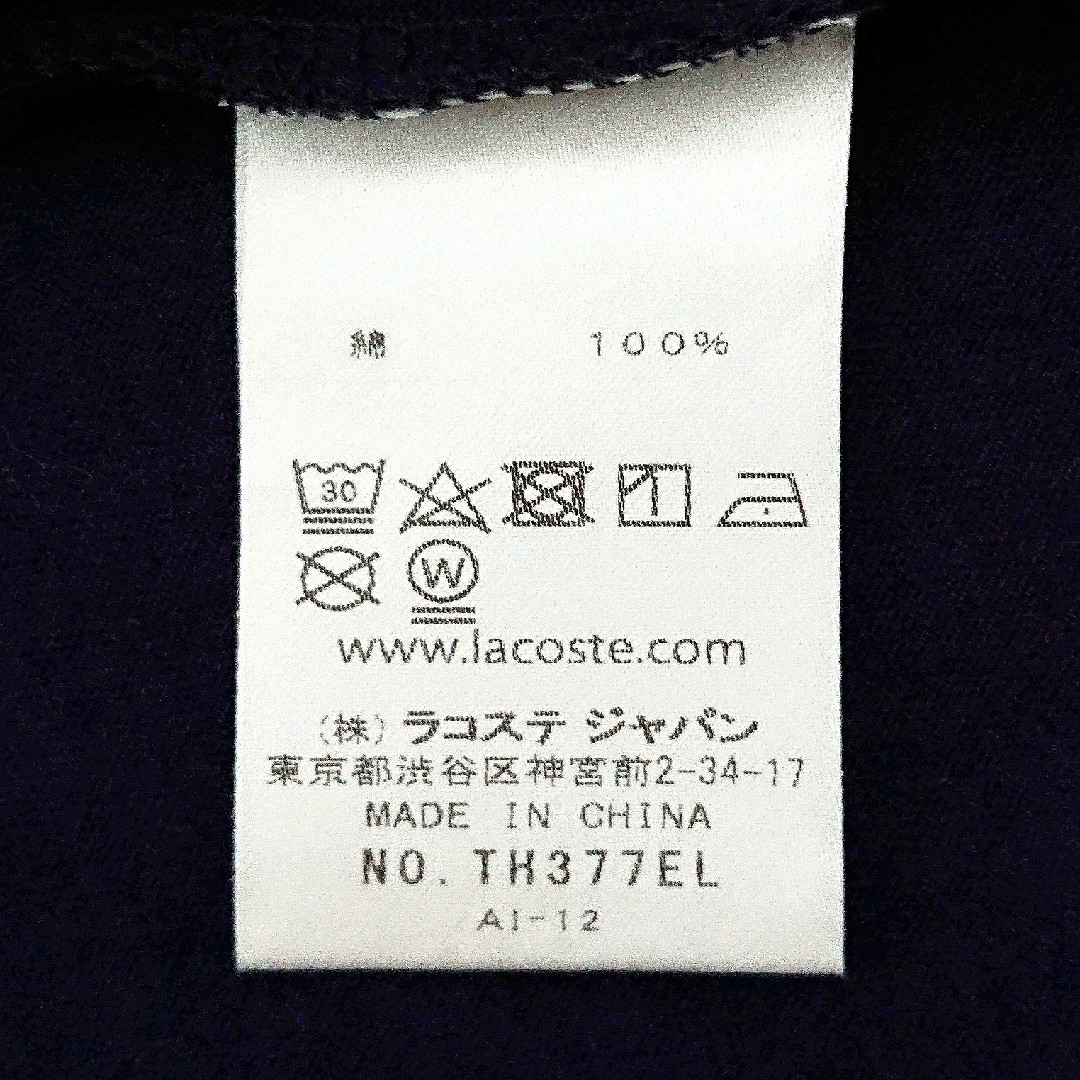 綿 100%
30
W
www.lacoste.com
(株) ラコステ ジャパン
東京都渋谷区神宮前2-34-17
MADE IN CHINA
NO. TH377EL
AI-12